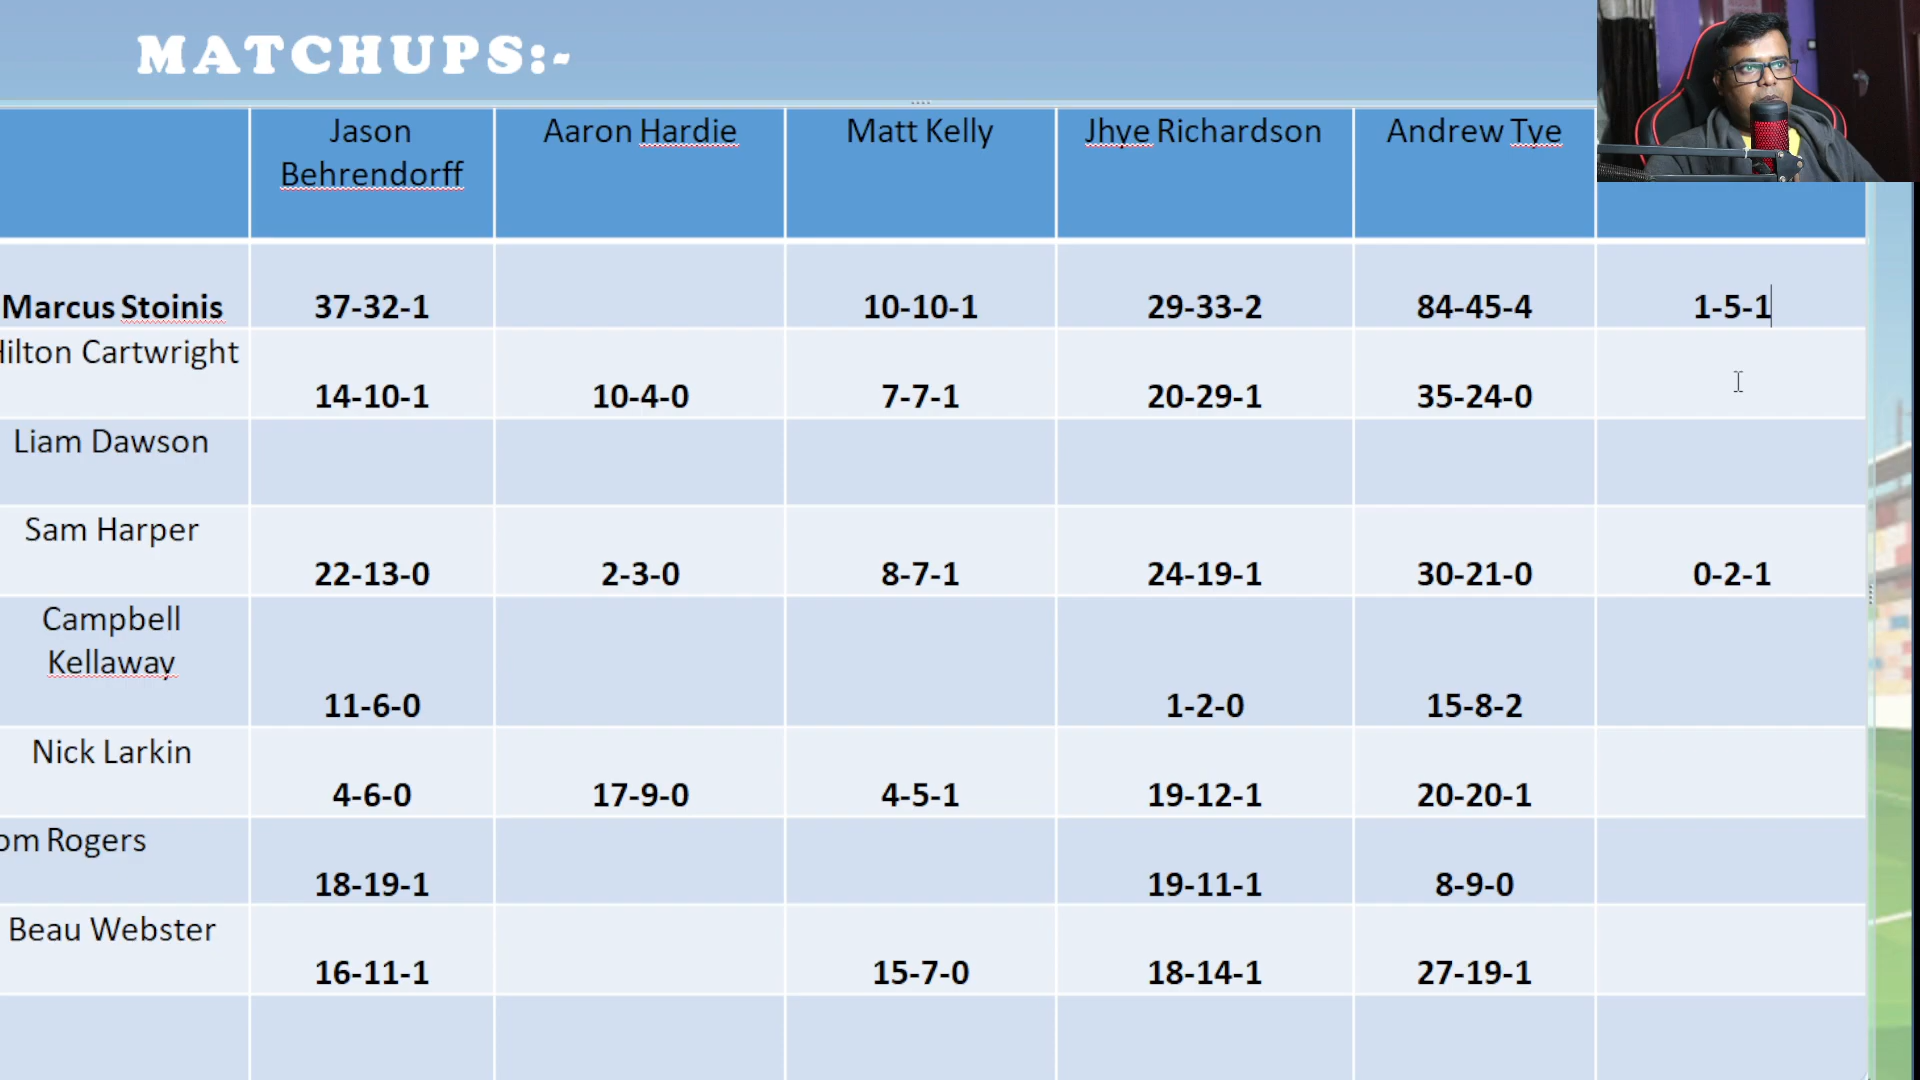 MATCHUPS:-
Jason Behrendorff Aaron Hardie Matt Kelly Jhye Richardson Andrew Tye
Marcus Stoinis 37-32-1 10-10-1 29-33-2 84-45-4 1-5-1
Hilton Cartwright 14-10-1 10-4-0 7-7-1 20-29-1 35-24-0
Liam Dawson
Sam Harper 22-13-0 2-3-0 8-7-1 24-19-1 30-21-0 0-2-1
Campbell Kellaway 11-6-0 1-2-0 15-8-2
Nick Larkin 4-6-0 17-9-0 4-5-1 19-12-1 20-20-1
om Rogers 18-19-1 19-11-1 8-9-0
Beau Webster 16-11-1 15-7-0 18-14-1 27-19-1